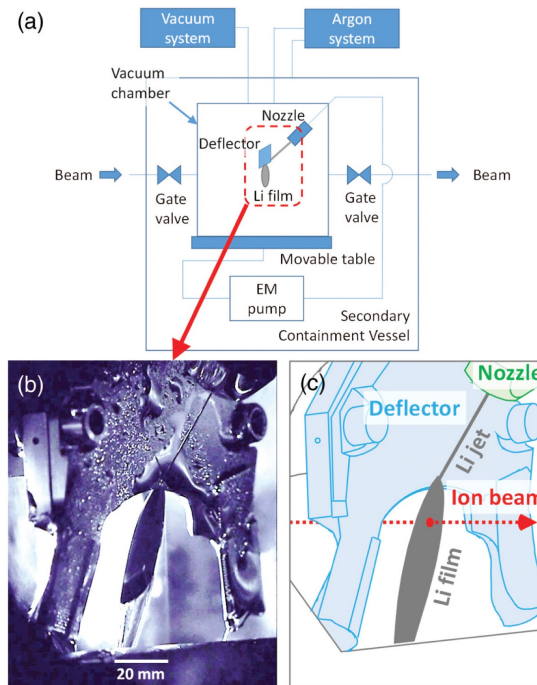 (a)
Vacuum
system
Argon
system
Vacuum
chamber
Nozzle
Deflector
Beam
Beam
Li film
Gate
valve
Gate
valve
Movable table
EM
pump
Secondary
Containment Vessel
(b)
20 mm
(c)
Nozzle
Deflector
Li jet
Ion beam
Li film